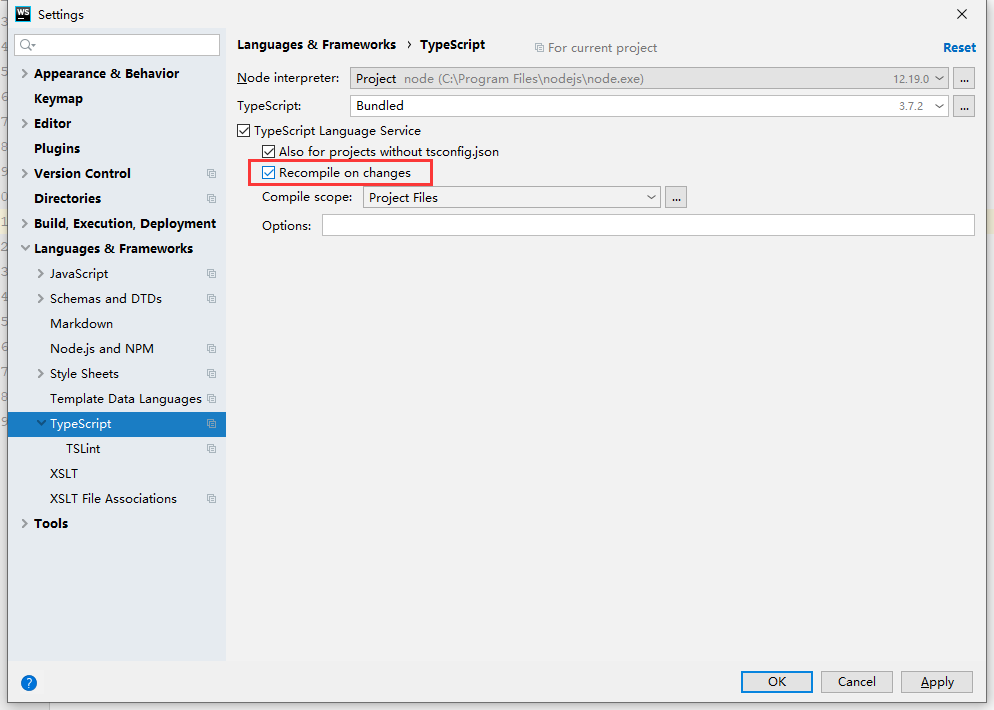 WS Settings
Languages & Frameworks › TypeScript For current project Reset
Appearance & Behavior
Keymap
Editor
Plugins
Version Control
Directories
Build, Execution, Deployment
Languages & Frameworks
JavaScript
Schemas and DTDs
Markdown
Node.js and NPM
Style Sheets
Template Data Languages
TypeScript
TSLint
XSLT
XSLT File Associations
Tools
Node interpreter: Project node (C:\Program Files\nodejs\node.exe) 12.19.0 ...
TypeScript: Bundled 3.7.2 ...
TypeScript Language Service
Also for projects without tsconfig.json
Recompile on changes
Compile scope: Project Files ...
Options:
? OK Cancel Apply